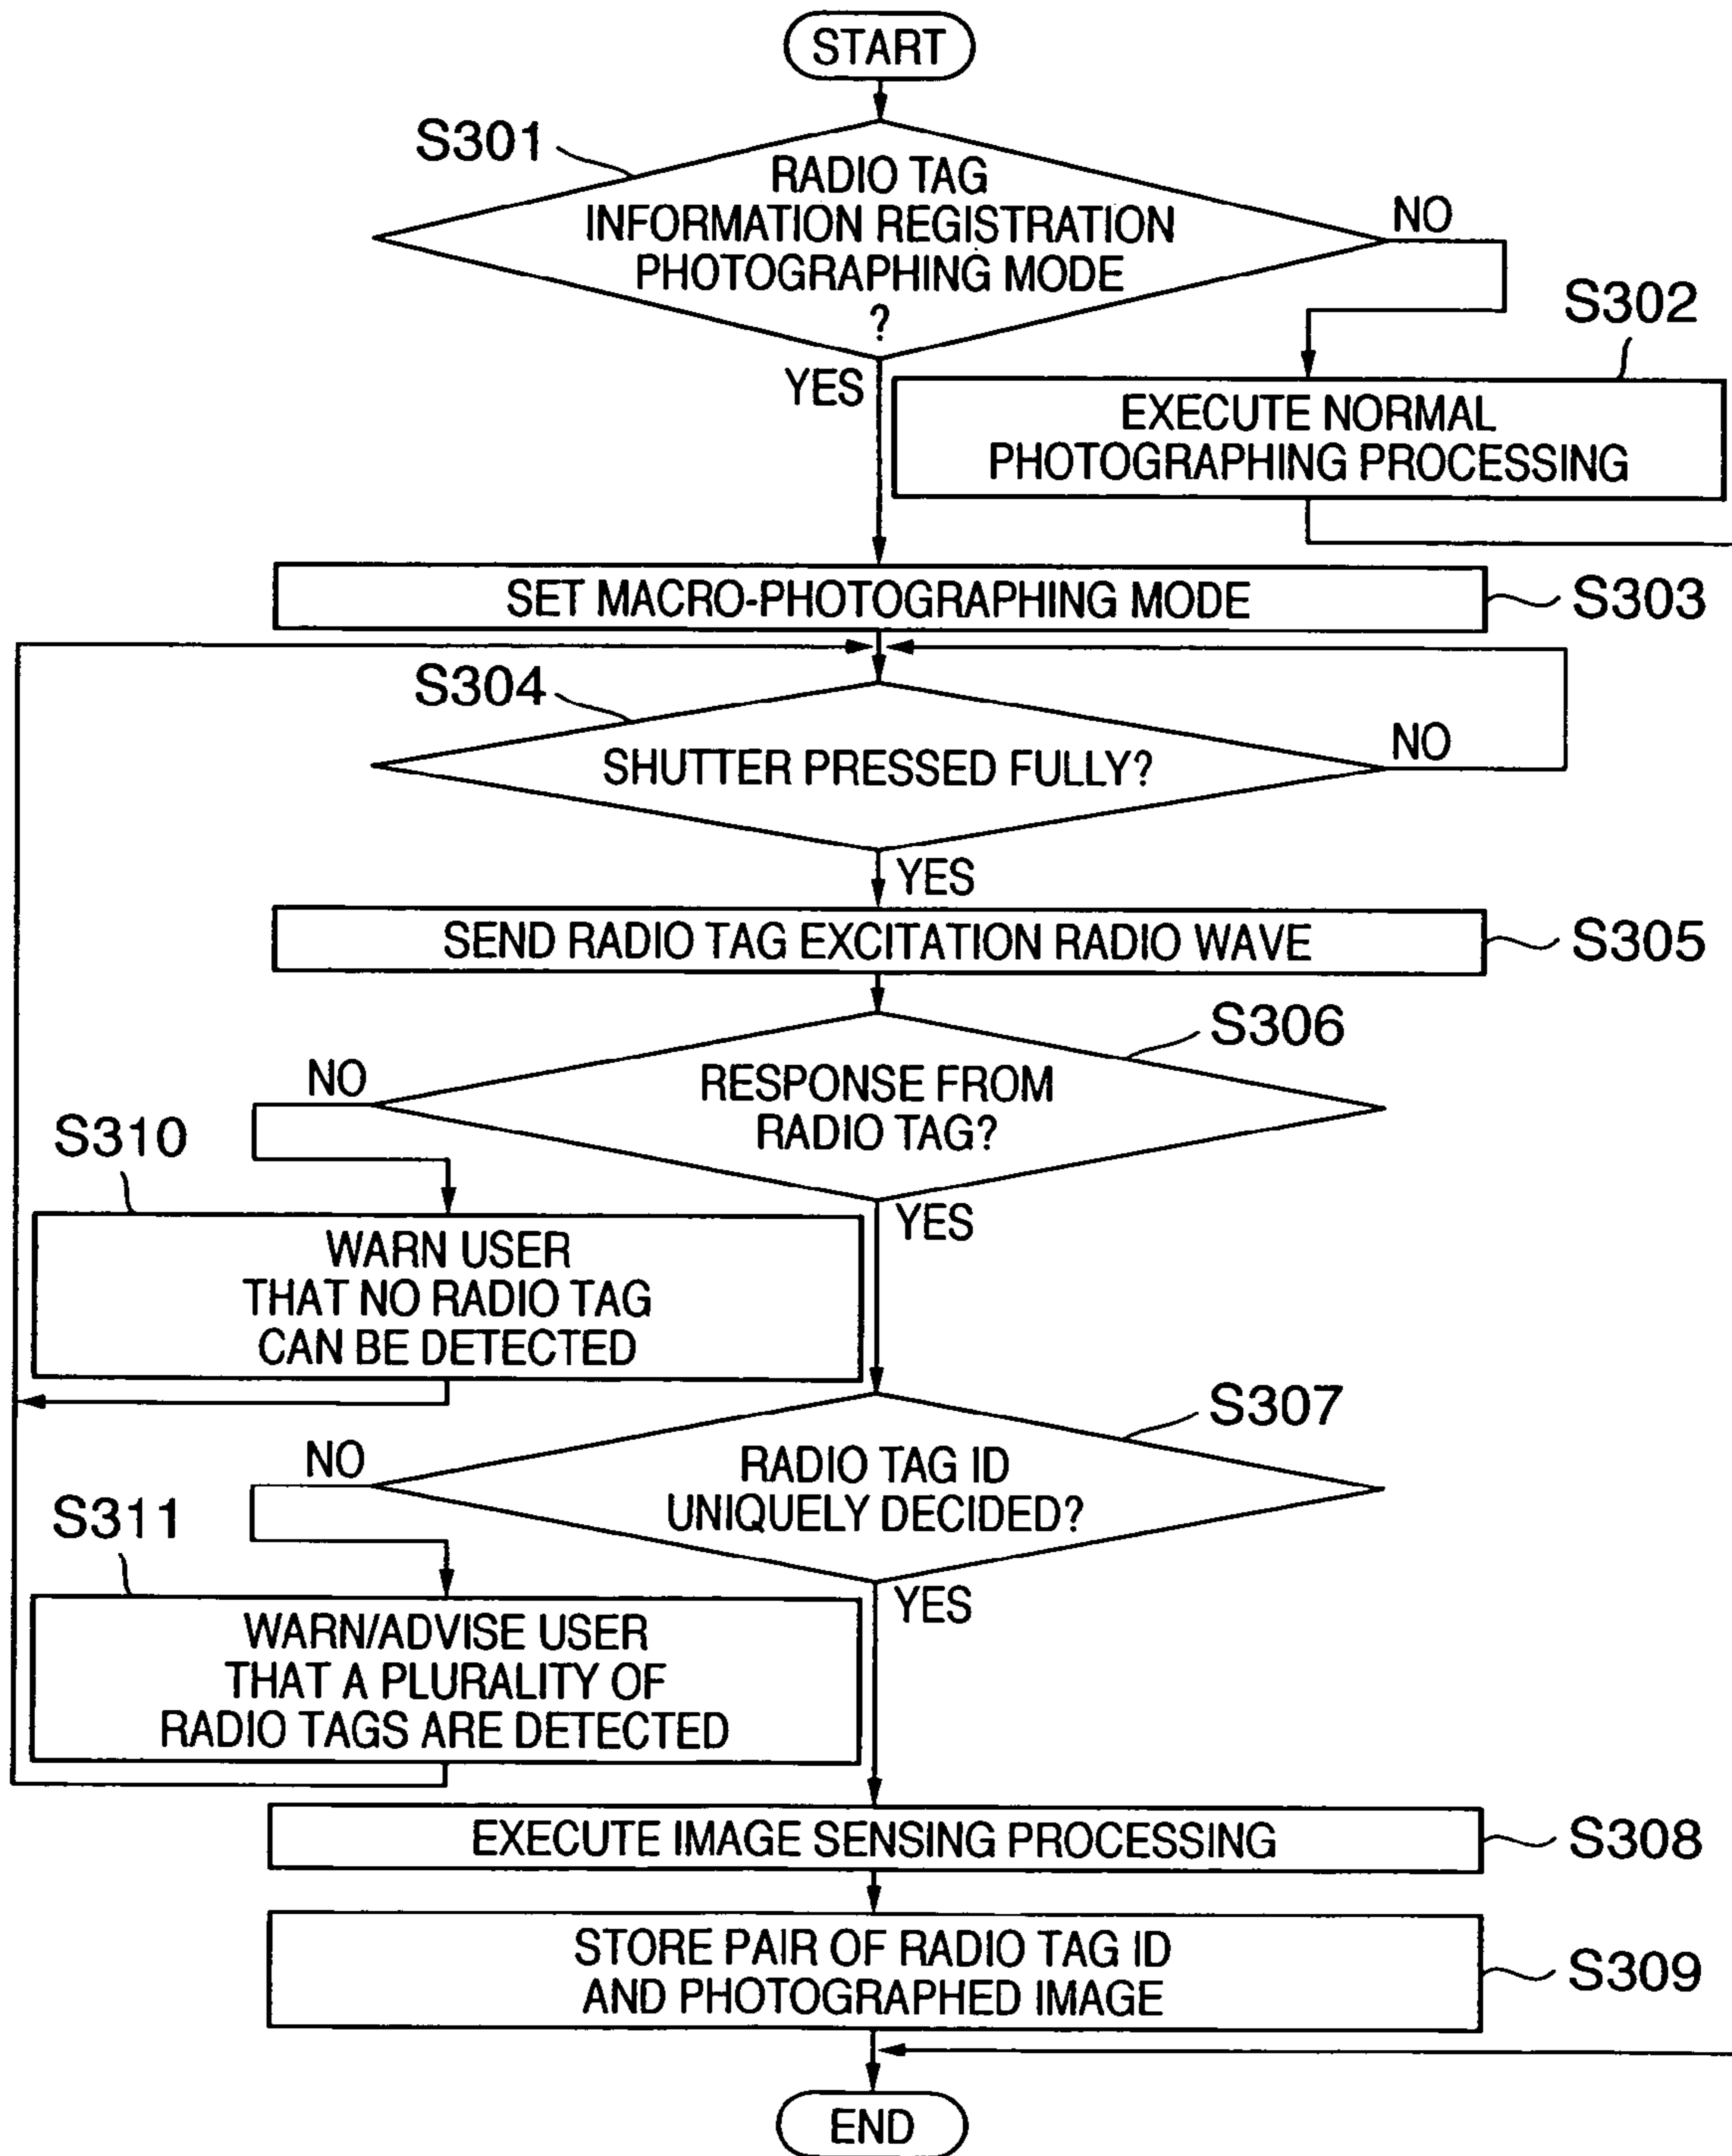 START
S301
RADIO TAG
INFORMATION REGISTRATION
PHOTOGRAPHING MODE
?
NO
YES
S302
EXECUTE NORMAL
PHOTOGRAPHING PROCESSING
SET MACRO-PHOTOGRAPHING MODE
S303
S304
SHUTTER PRESSED FULLY?
NO
YES
SEND RADIO TAG EXCITATION RADIO WAVE
S305
S306
RESPONSE FROM
RADIO TAG?
NO
YES
S310
WARN USER
THAT NO RADIO TAG
CAN BE DETECTED
S307
RADIO TAG ID
UNIQUELY DECIDED?
NO
YES
S311
WARN/ADVISE USER
THAT A PLURALITY OF
RADIO TAGS ARE DETECTED
EXECUTE IMAGE SENSING PROCESSING
S308
STORE PAIR OF RADIO TAG ID
AND PHOTOGRAPHED IMAGE
S309
END